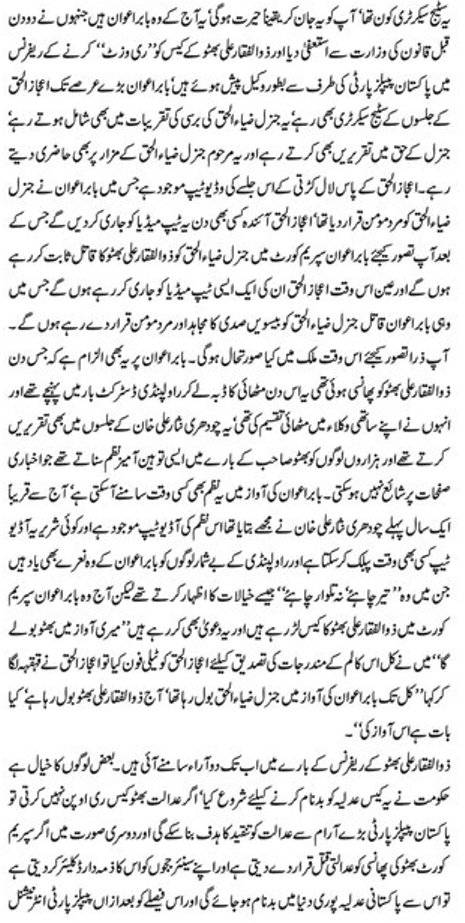 یہ سٹیج سیکرٹری کون تھا‘ آپ کو یہ جان کر یقیناً حیرت ہوگی‘ یہ آج کے وہ بابر اعوان ہیں جنہوں نے دو دن
قبل قانون کی وزارت سے استعفیٰ دیا اور ذوالفقار علی بھٹو کے کیس کو ’’ری وزٹ‘‘ کرنے کے ریفرنس
میں پاکستان پیپلز پارٹی کی طرف سے بطور وکیل پیش ہوئے ہیں‘ بابر اعوان بڑے عرصے تک اعجاز الحق
کے جلسوں کے سٹیج سیکرٹری بھی رہے‘ یہ جنرل ضیاء الحق کی برسی کی تقریبات میں بھی شامل ہوتے رہے‘
جنرل کے حق میں تقریریں بھی کرتے رہے اور یہ مرحوم جنرل ضیاء الحق کے مزار پر بھی حاضری دیتے
رہے۔ اعجاز الحق کے پاس لال کڑتی کے اس جلسے کی وڈیو ٹیپ موجود ہے جس میں بابر اعوان نے جنرل
ضیاء الحق کو مرد مومن قرار دیا تھا‘ اعجاز الحق آئندہ کسی بھی دن یہ ٹیپ میڈیا کو جاری کر دیں گے جس کے
بعد آپ تصور کیجئے بابر اعوان سپریم کورٹ میں جنرل ضیاء الحق کو ذوالفقار علی بھٹو کا قاتل ثابت کر رہے
ہوں گے اور عین اس وقت اعجاز الحق ان کی ایک ایسی ٹیپ میڈیا کو جاری کر رہے ہوں گے جس میں
وہی بابر اعوان قاتل جنرل ضیاء الحق کو بیسویں صدی کا مجاہد اور مرد مومن قرار دے رہے ہوں گے۔
آپ ذرا تصور کیجئے اس وقت ملک میں کیا صورتحال ہوگی۔ بابر اعوان پر یہ بھی الزام ہے کہ جس دن
ذوالفقار علی بھٹو کو پھانسی ہوئی تھی یہ اس دن مٹھائی کا ڈبہ لے کر راولپنڈی ڈسٹرکٹ بار میں پہنچے تھے اور
انہوں نے اپنے ساتھی وکلاء میں مٹھائی تقسیم کی تھی‘ یہ چودھری نثار علی خان کے جلسوں میں بھی تقریریں
کرتے تھے اور ہزاروں لوگوں کو بھٹو صاحب کے بارے میں ایسی توہین آمیز نظم سناتے تھے جو اخباری
صفحات پر شائع نہیں ہوسکتی۔ بابر اعوان کی آواز میں یہ نظم بھی کسی وقت سامنے آ سکتی ہے‘ آج سے قریباً
ایک سال پہلے چودھری نثار علی خان نے مجھے بتایا تھا اس نظم کی آڈیو ٹیپ موجود ہے اور کوئی شریر یہ آڈیو
ٹیپ کسی بھی وقت پبلک کر سکتا ہے اور راولپنڈی کے بے شمار لوگوں کو بابر اعوان کے وہ نعرے بھی یاد ہیں
جن میں وہ ’’تیر چاہئے‘ نہ تلوار چاہئے‘‘ جیسے خیالات کا اظہار کرتے تھے لیکن آج وہ بابر اعوان سپریم
کورٹ میں ذوالفقار علی بھٹو کا کیس لڑ رہے ہیں اور یہ دعویٰ بھی کر رہے ہیں ’’میری آواز میں بھٹو بولے
گا‘‘ میں نے کل اس کالم کے مندرجات کی تصدیق کیلئے اعجاز الحق کو ٹیلی فون کیا تو اعجاز الحق نے قہقہہ لگا
کر کہا ’’کل تک بابر اعوان کی آواز میں جنرل ضیاء الحق بول رہا تھا‘ آج ذوالفقار علی بھٹو بول رہا ہے‘ کیا
بات ہے اس آواز کی‘‘۔
ذوالفقار علی بھٹو کے ریفرنس کے بارے میں اب تک دو آراء سامنے آئی ہیں۔ بعض لوگوں کا خیال ہے
حکومت نے یہ کیس عدلیہ کو بدنام کرنے کیلئے شروع کیا‘ اگر عدالت بھٹو کیس ری اوپن نہیں کرتی تو
پاکستان پیپلز پارٹی بڑے آرام سے عدالت کو تنقید کا ہدف بنا سکے گی اور دوسری صورت میں اگر سپریم
کورٹ بھٹو کی پھانسی کو عدالتی قتل قرار دے دیتی ہے اور اپنے سینئر ججوں کو اس کا ذمہ دار ڈکلیئر کر دیتی ہے
تو اس سے پاکستانی عدلیہ پوری دنیا میں بدنام ہو جائے گی اور اس فیصلے کو بعد ازاں پیپلز پارٹی انٹرنیشنل